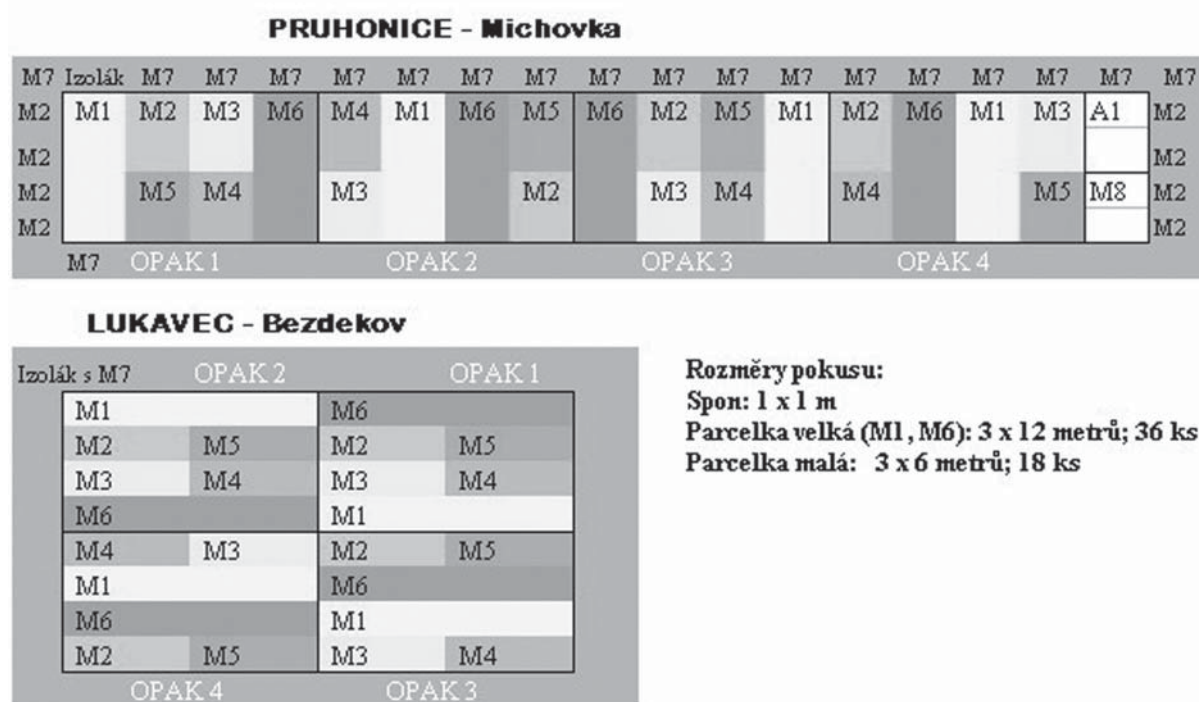 PRUHONICE - Michovka
M7 Izolák M7 M7 M7 M7 M7 M7 M7 M7 M7 M7 M7 M7 M7 M7 M7 M7 M7
M2 M1 M2 M3 M6 M4 M1 M6 M5 M6 M2 M5 M1 M2 M6 M1 M3 A1 M2
M2 M2
M2 M5 M4 M3 M2 M3 M4 M4 M5 M8 M2
M2 M2
M7 OPAK 1 OPAK 2 OPAK 3 OPAK 4
LUKAVEC - Bezdekov
Izolák s M7 OPAK 2 OPAK 1
M1 M6
M2 M5 M2 M5
M3 M4 M3 M4
M6 M1
M4 M3 M2 M5
M1 M6
M6 M1
M2 M5 M3 M4
OPAK 4 OPAK 3
Rozměry pokusu:
Spon: 1 x 1 m
Parcelka velká (M1, M6): 3 x 12 metrů; 36 ks
Parcelka malá: 3 x 6 metrů; 18 ks